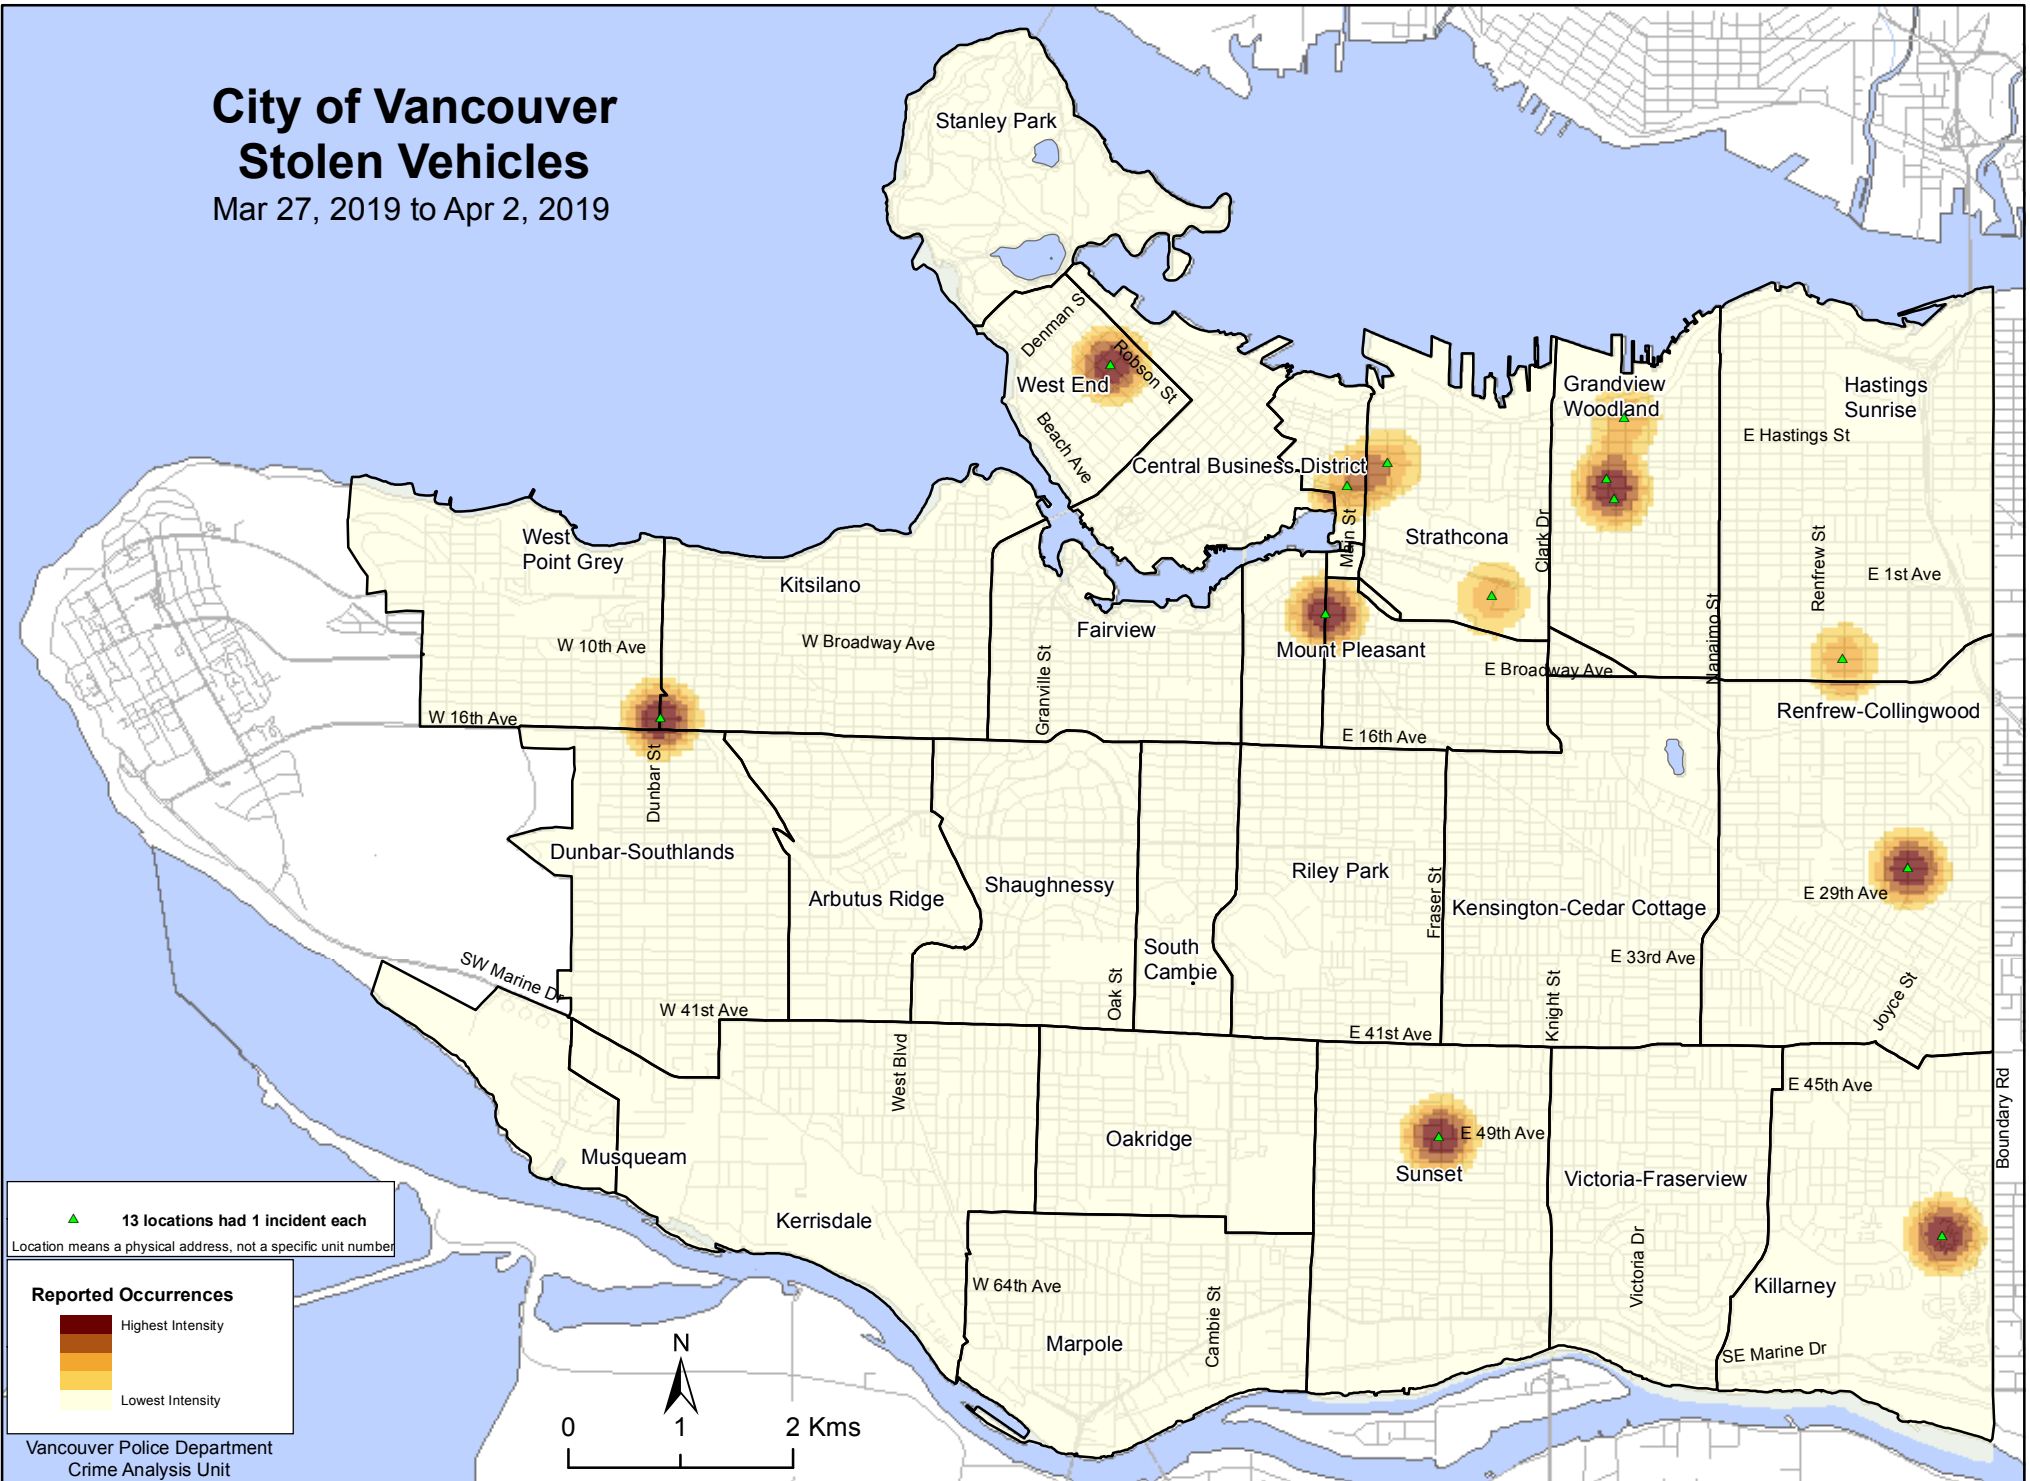 City of Vancouver
Stolen Vehicles
Mar 27, 2019 to Apr 2, 2019
Stanley Park
Denman S
Robson St
West End
Beach Ave
Central Business District
Grandview
Woodland
Hastings
Sunrise
E Hastings St
West
Point Grey
Kitsilano
Strathcona
Main St
Clark Dr
Renfrew St
E 1st Ave
Nanaimo St
Fairview
W 10th Ave
W Broadway Ave
Granville St
Mount Pleasant
E Broadway Ave
W 16th Ave
E 16th Ave
Renfrew-Collingwood
Dunbar St
Dunbar-Southlands
Arbutus Ridge
Shaughnessy
Riley Park
Fraser St
Kensington-Cedar Cottage
E 29th Ave
South
Cambie
E 33rd Ave
SW Marine Dr
W 41st Ave
Oak St
Knight St
Joyce St
E 41st Ave
West Blvd
E 45th Ave
Boundary Rd
Musqueam
Oakridge
E 49th Ave
Sunset
Victoria-Fraserview
Kerrisdale
W 64th Ave
Cambie St
Victoria Dr
Killarney
Marpole
SE Marine Dr
13 locations had 1 incident each
Location means a physical address, not a specific unit number
Reported Occurrences
Highest Intensity
Lowest Intensity
N
0 1 2 Kms
Vancouver Police Department
Crime Analysis Unit